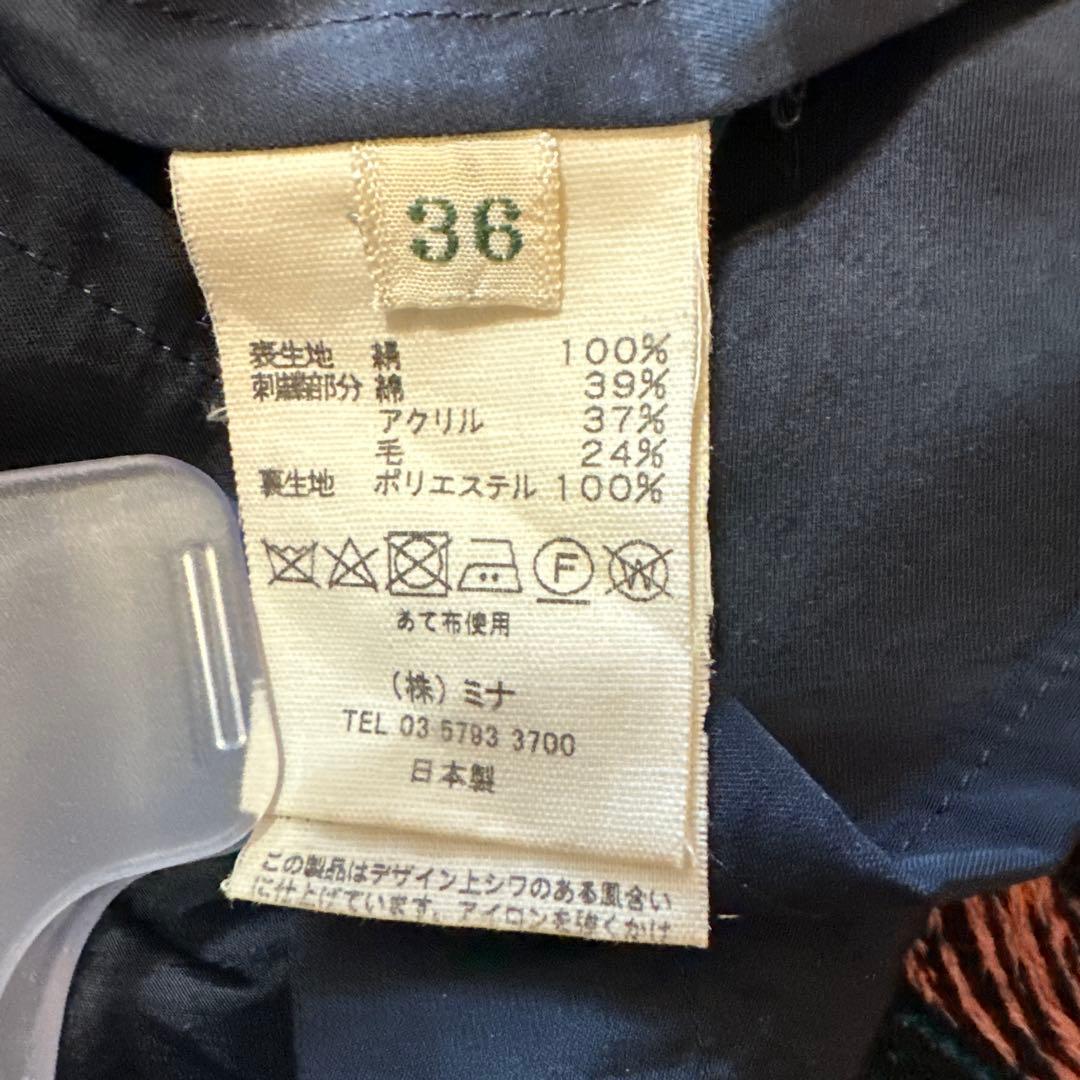 36
表生地 絹 100%
刺繍部分 綿 39%
アクリル 37%
毛 24%
裏生地 ポリエステル 100%
F W
あて布使用
(株)ミナ
TEL 03 5793 3700
日本製
この製品はデザイン上シワのある風合い
に仕上げています。アイロンを強くかけ